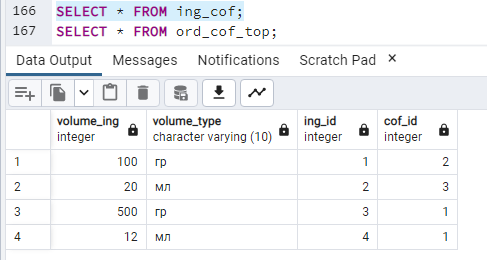 166 SELECT * FROM ing_cof;
167 SELECT * FROM ord_cof_top;
Data Output Messages Notifications Scratch Pad ×
volume_ing integer volume_type character varying (10) ing_id integer cof_id integer
1 100 гр 1 2
2 20 мл 2 3
3 500 гр 3 1
4 12 мл 4 1